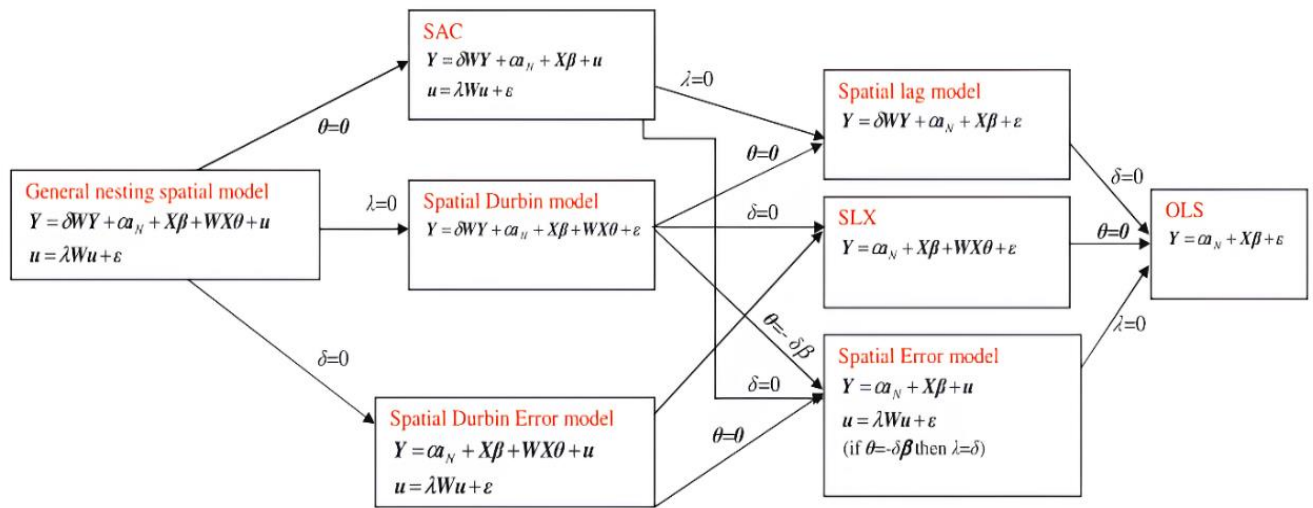 SAC
Y = δWY + αι_N + Xβ + u
u = λWu + ε
θ=0
λ=0
General nesting spatial model
Y = δWY + αι_N + Xβ + WXθ + u
u = λWu + ε
λ=0
Spatial Durbin model
Y = δWY + αι_N + Xβ + WXθ + ε
δ=0
Spatial Durbin Error model
Y = αι_N + Xβ + WXθ + u
u = λWu + ε
θ=0
δ=0
θ=- δβ
δ=0
θ=0
Spatial lag model
Y = δWY + αι_N + Xβ + ε
SLX
Y = αι_N + Xβ + WXθ + ε
Spatial Error model
Y = αι_N + Xβ + u
u = λWu + ε
(if θ=-δβ then λ=δ)
δ=0
θ=0
λ=0
OLS
Y = αι_N + Xβ + ε